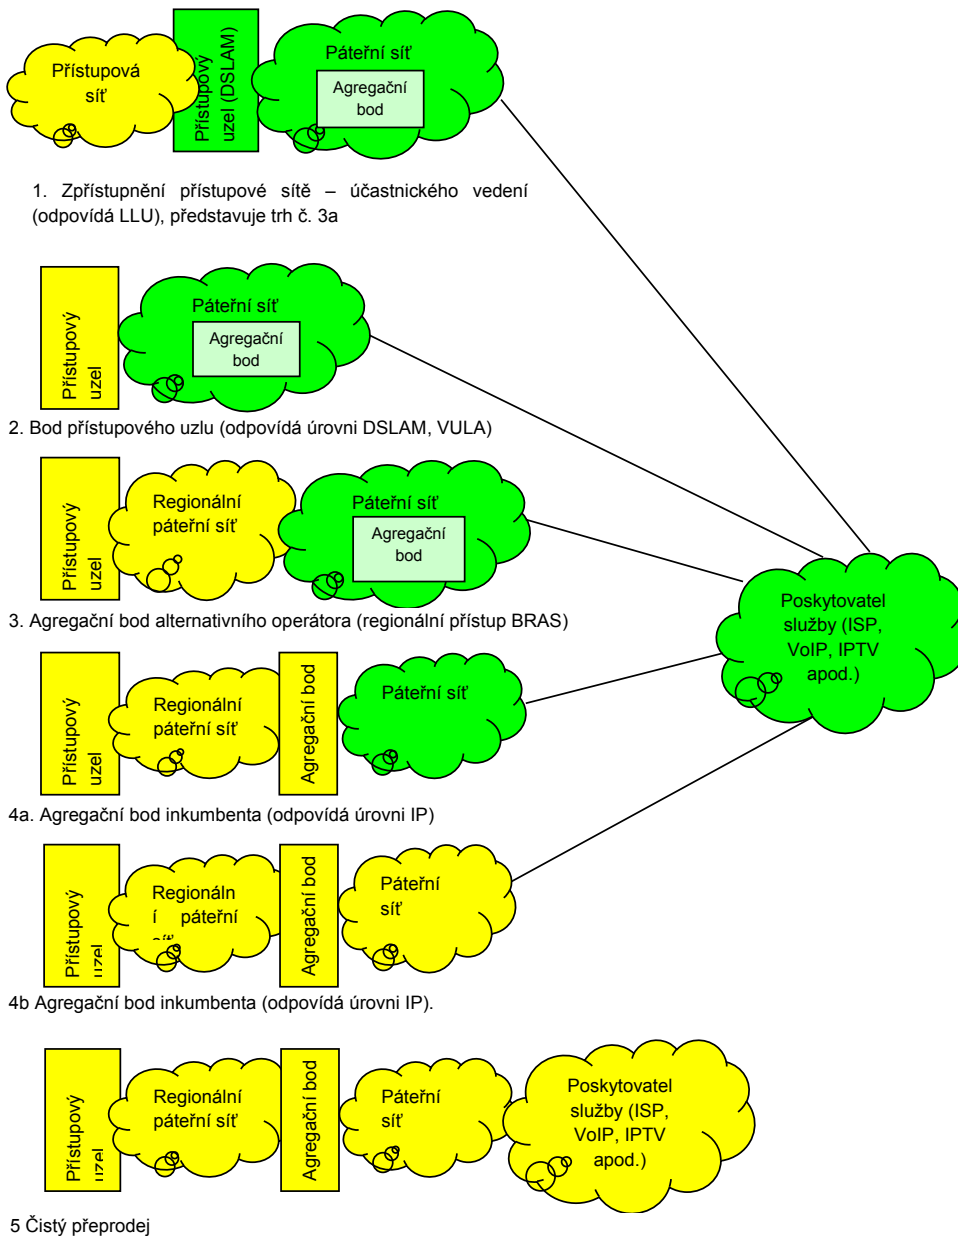 Přístupová
síť
Přístupový
uzel (DSLAM)
Páteřní síť
Agregační
bod
1. Zpřístupnění přístupové sítě – účastnického vedení
(odpovídá LLU), představuje trh č. 3a
Přístupový
uzel
Páteřní síť
Agregační
bod
2. Bod přístupového uzlu (odpovídá úrovni DSLAM, VULA)
Přístupový
uzel
Regionální
páteřní síť
Páteřní síť
Agregační
bod
3. Agregační bod alternativního operátora (regionální přístup BRAS)
Poskytovatel
služby (ISP,
VoIP, IPTV
apod.)
Přístupový
uzel
Regionální
páteřní síť
Agregační bod
Páteřní síť
4a. Agregační bod inkumbenta (odpovídá úrovni IP)
Přístupový
uzel
Regionáln
í páteřní
síť
Agregační bod
Páteřní
síť
4b Agregační bod inkumbenta (odpovídá úrovni IP).
Přístupový
uzel
Regionální
páteřní síť
Agregační bod
Páteřní
síť
Poskytovatel
služby (ISP,
VoIP, IPTV
apod.)
5 Čistý přeprodej